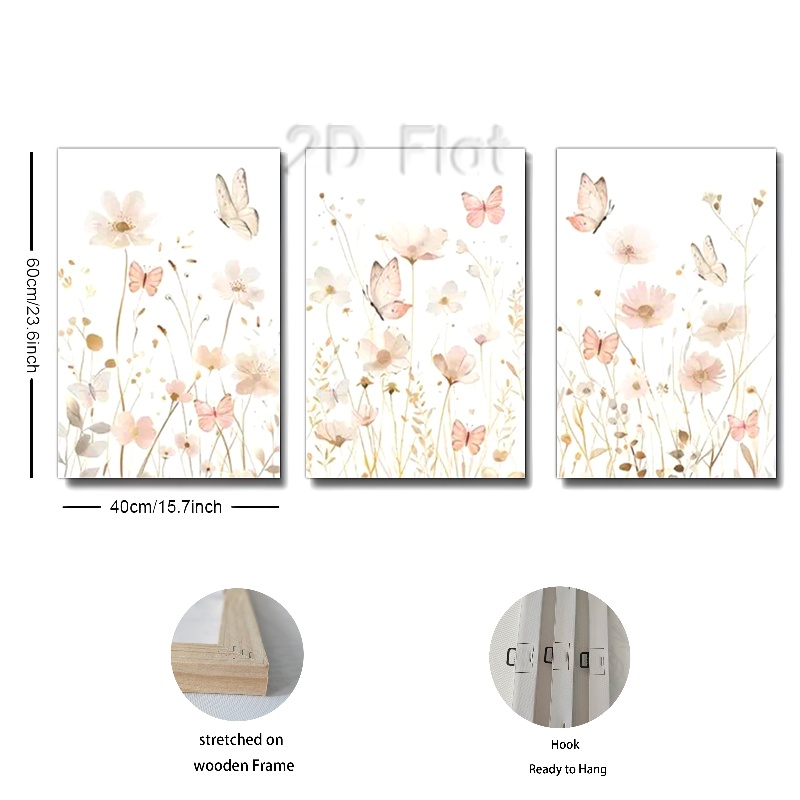 2D Flat
60cm/23.6inch
40cm/15.7inch
stretched on
wooden Frame
Hook
Ready to Hang